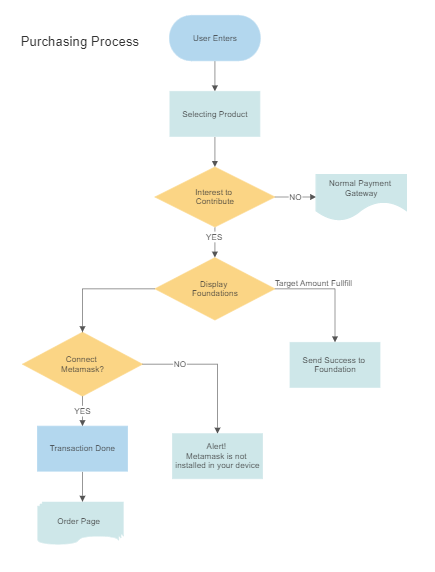 Purchasing Process
User Enters
Selecting Product
Interest to
Contribute
NO
Normal Payment
Gateway
YES
Display
Foundations
Target Amount Fullfill
Send Success to
Foundation
Connect
Metamask?
NO
YES
Transaction Done
Alert!
Metamask is not
installed in your device
Order Page